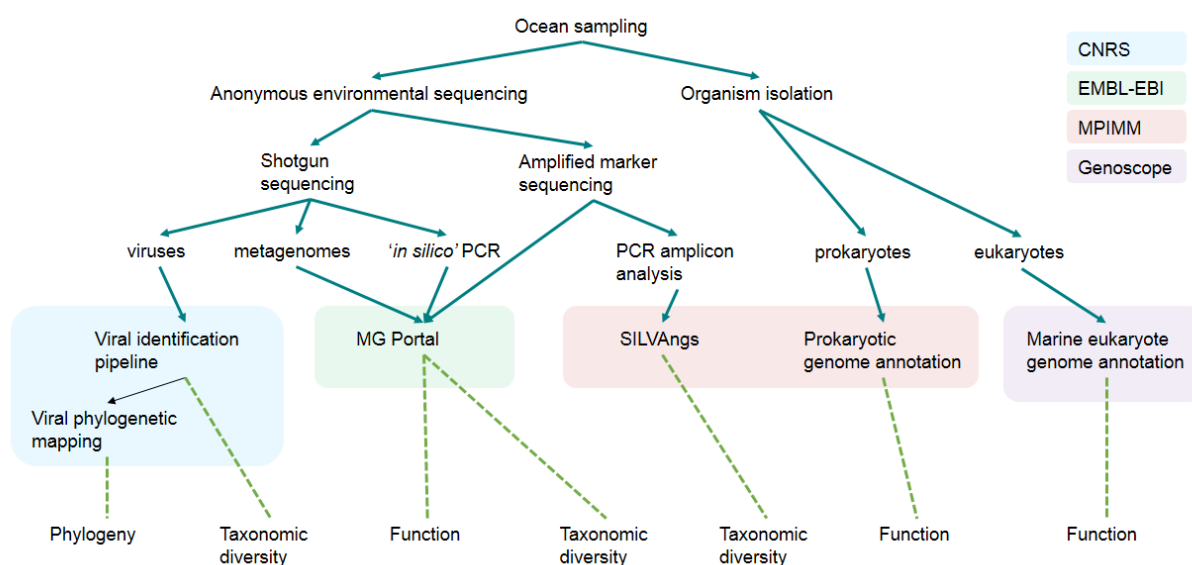 Ocean sampling
CNRS
EMBL-EBI
MPIMM
Genoscope
Anonymous environmental sequencing
Organism isolation
Shotgun
sequencing
Amplified marker
sequencing
viruses
metagenomes
‘in silico’ PCR
PCR amplicon
analysis
prokaryotes
eukaryotes
Viral identification
pipeline
MG Portal
SILVAngs
Prokaryotic
genome annotation
Marine eukaryote
genome annotation
Viral phylogenetic
mapping
Phylogeny
Taxonomic
diversity
Function
Taxonomic
diversity
Taxonomic
diversity
Function
Function